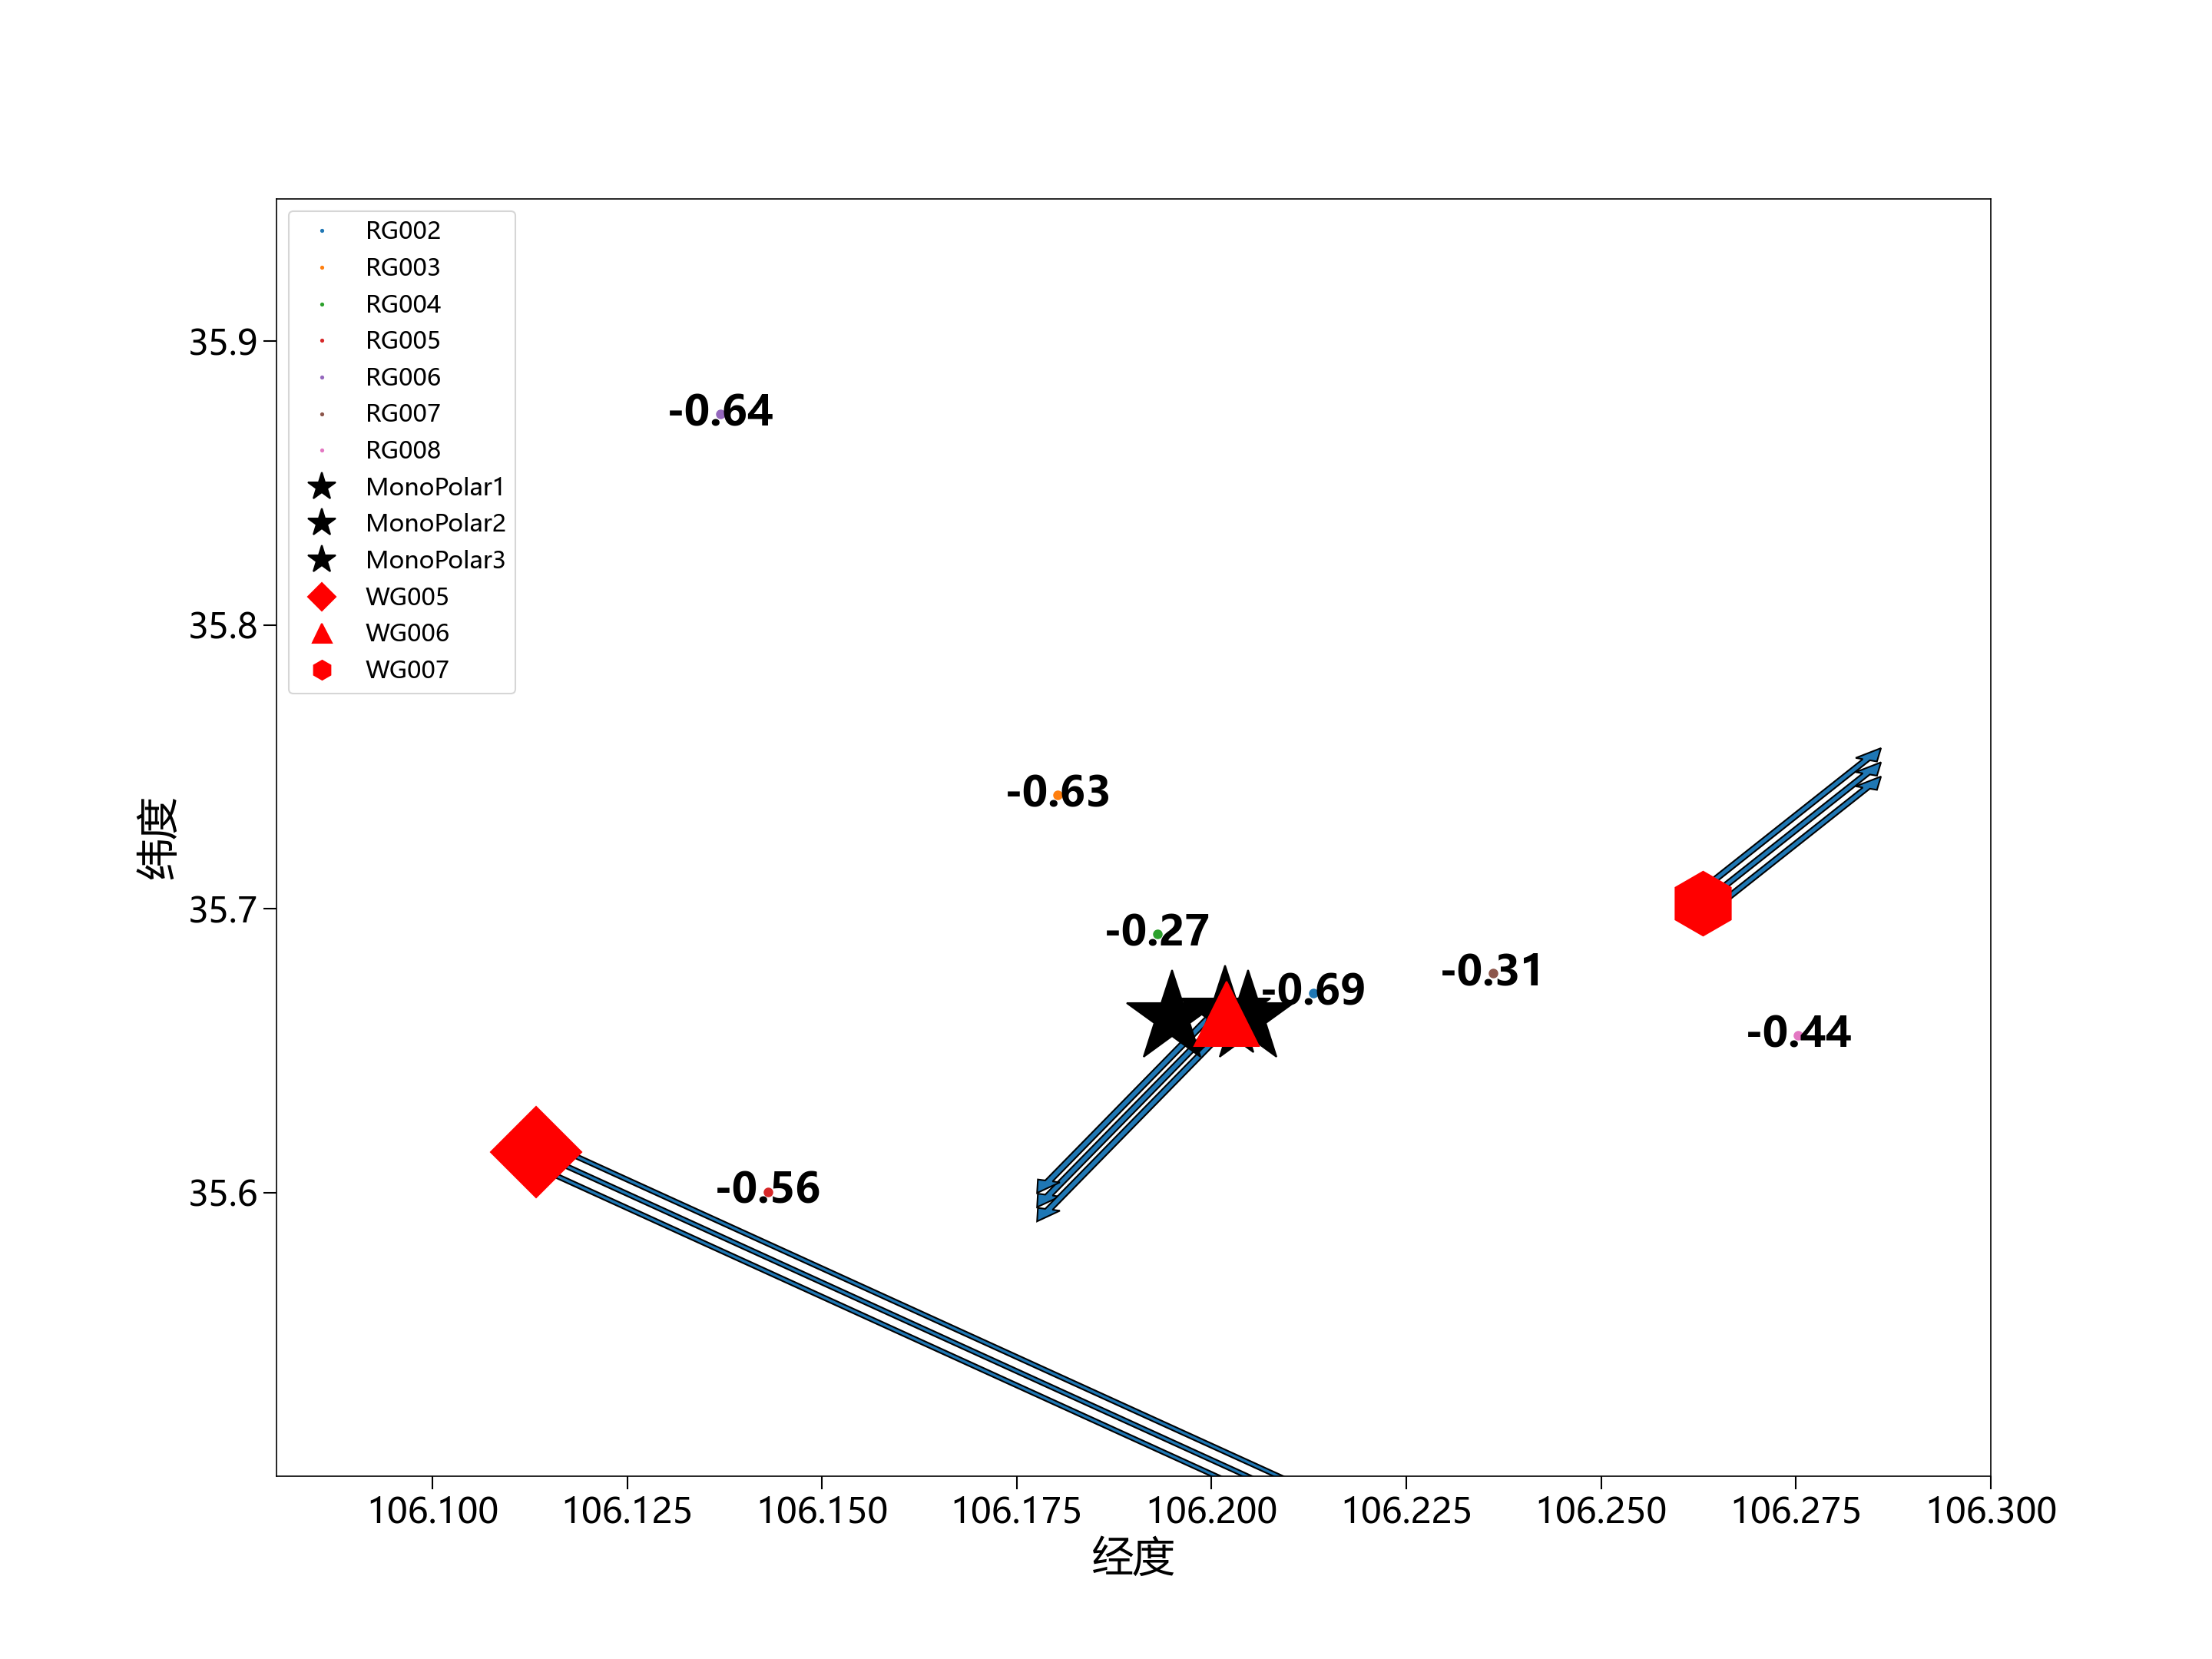 RG002
RG003
RG004
RG005
RG006
RG007
RG008
MonoPolar1
MonoPolar2
MonoPolar3
WG005
WG006
WG007
35.9
35.8
35.7
35.6
纬度
-0.64
-0.63
-0.27
-0.69
-0.31
-0.44
-0.56
106.100
106.125
106.150
106.175
106.200
106.225
106.250
106.275
106.300
经度